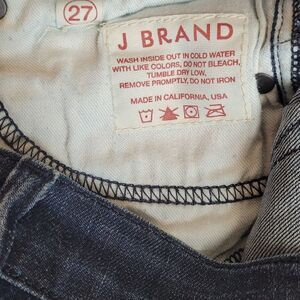 27
J BRAND
WASH INSIDE OUT IN COLD WATER
WITH LIKE COLORS, DO NOT BLEACH,
TUMBLE DRY LOW,
REMOVE PROMPTLY, DO NOT IRON
MADE IN CALIFORNIA, USA